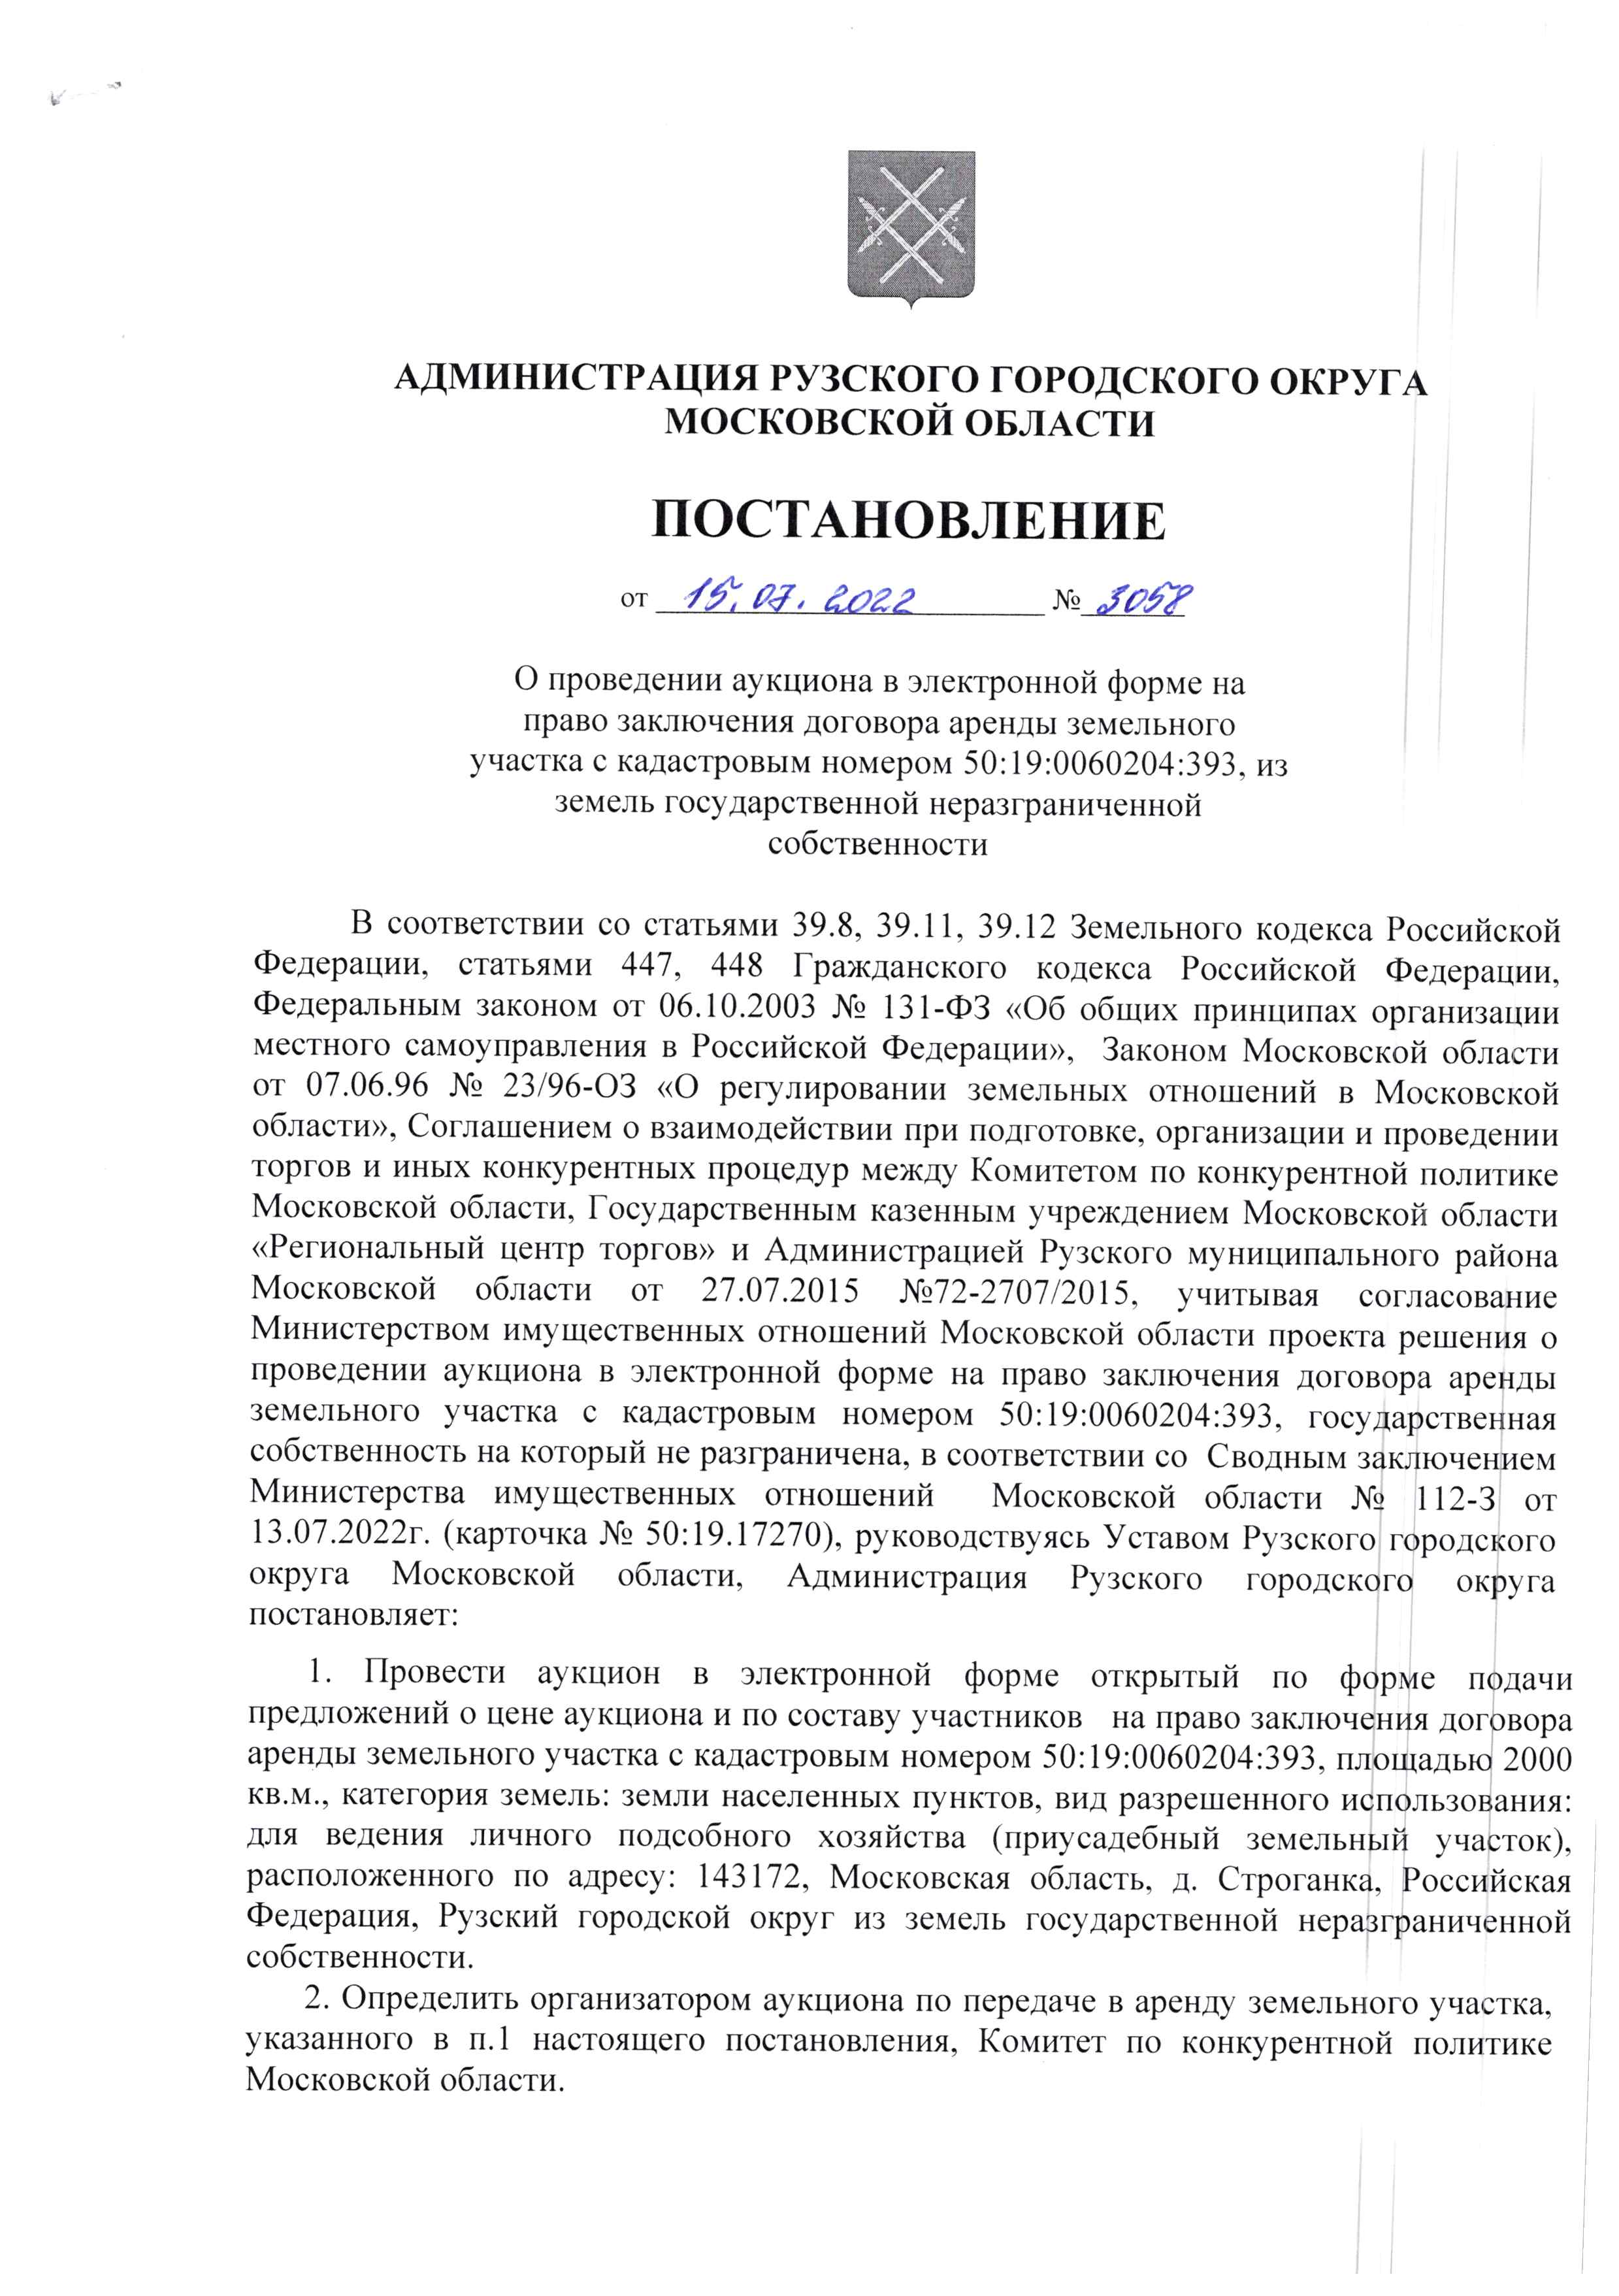 АДМИНИСТРАЦИЯ РУЗСКОГО ГОРОДСКОГО ОКРУГА
МОСКОВСКОЙ ОБЛАСТИ
ПОСТАНОВЛЕНИЕ
от 15.07.2022 № 3058
О проведении аукциона в электронной форме на
право заключения договора аренды земельного
участка с кадастровым номером 50:19:0060204:393, из
земель государственной неразграниченной
собственности
В соответствии со статьями 39.8, 39.11, 39.12 Земельного кодекса Российской
Федерации, статьями 447, 448 Гражданского кодекса Российской Федерации,
Федеральным законом от 06.10.2003 № 131-ФЗ «Об общих принципах организации
местного самоуправления в Российской Федерации», Законом Московской области
от 07.06.96 № 23/96-ОЗ «О регулировании земельных отношений в Московской
области», Соглашением о взаимодействии при подготовке, организации и проведении
торгов и иных конкурентных процедур между Комитетом по конкурентной политике
Московской области, Государственным казенным учреждением Московской области
«Региональный центр торгов» и Администрацией Рузского муниципального района
Московской области от 27.07.2015 №72-2707/2015, учитывая согласование
Министерством имущественных отношений Московской области проекта решения о
проведении аукциона в электронной форме на право заключения договора аренды
земельного участка с кадастровым номером 50:19:0060204:393, государственная
собственность на который не разграничена, в соответствии со Сводным заключением
Министерства имущественных отношений Московской области № 112-З от
13.07.2022г. (карточка № 50:19.17270), руководствуясь Уставом Рузского городского
округа Московской области, Администрация Рузского городского округа
постановляет:
1. Провести аукцион в электронной форме открытый по форме подачи
предложений о цене аукциона и по составу участников на право заключения договора
аренды земельного участка с кадастровым номером 50:19:0060204:393, площадью 2000
кв.м., категория земель: земли населенных пунктов, вид разрешенного использования:
для ведения личного подсобного хозяйства (приусадебный земельный участок),
расположенного по адресу: 143172, Московская область, д. Строганка, Российская
Федерация, Рузский городской округ из земель государственной неразграниченной
собственности.
2. Определить организатором аукциона по передаче в аренду земельного участка,
указанного в п.1 настоящего постановления, Комитет по конкурентной политике
Московской области.